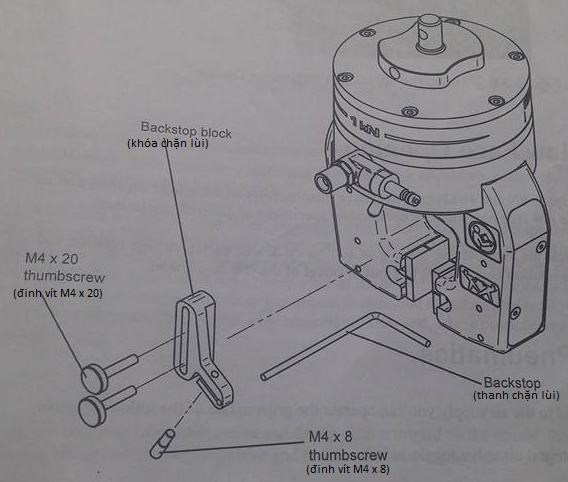 1 kN
Backstop block
(khóa chặn lùi)
M4 x 20
thumbscrew
(đinh vít M4 x 20)
Backstop
(thanh chặn lùi)
M4 x 8
thumbscrew
(đinh vít M4 x 8)